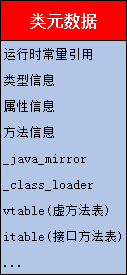 类元数据
运行时常量引用
类型信息
属性信息
方法信息
_java_mirror
_class_loader
vtable(虚方法表)
itable(接口方法表)
...